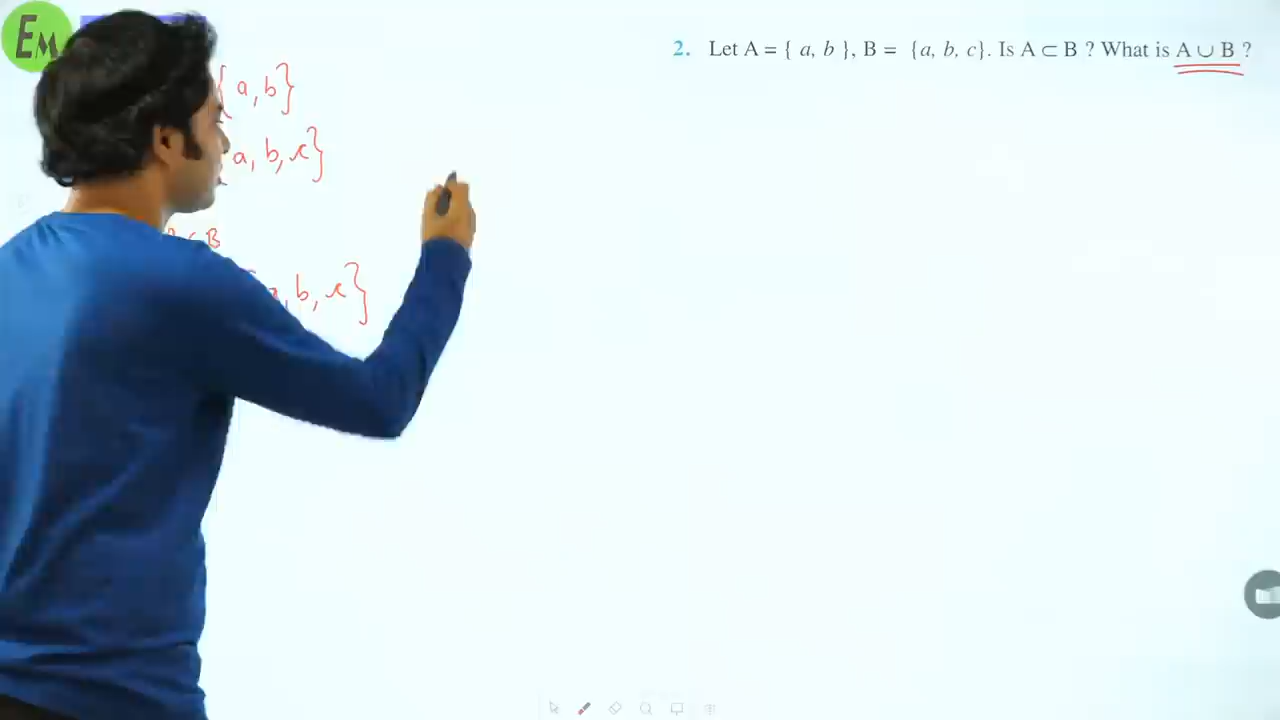 EM
2. Let A = { a, b }, B = {a, b, c}. Is A ⊂ B ? What is A ∪ B ?
{a, b}
a, b, c}
⊂ B
a, b, c}